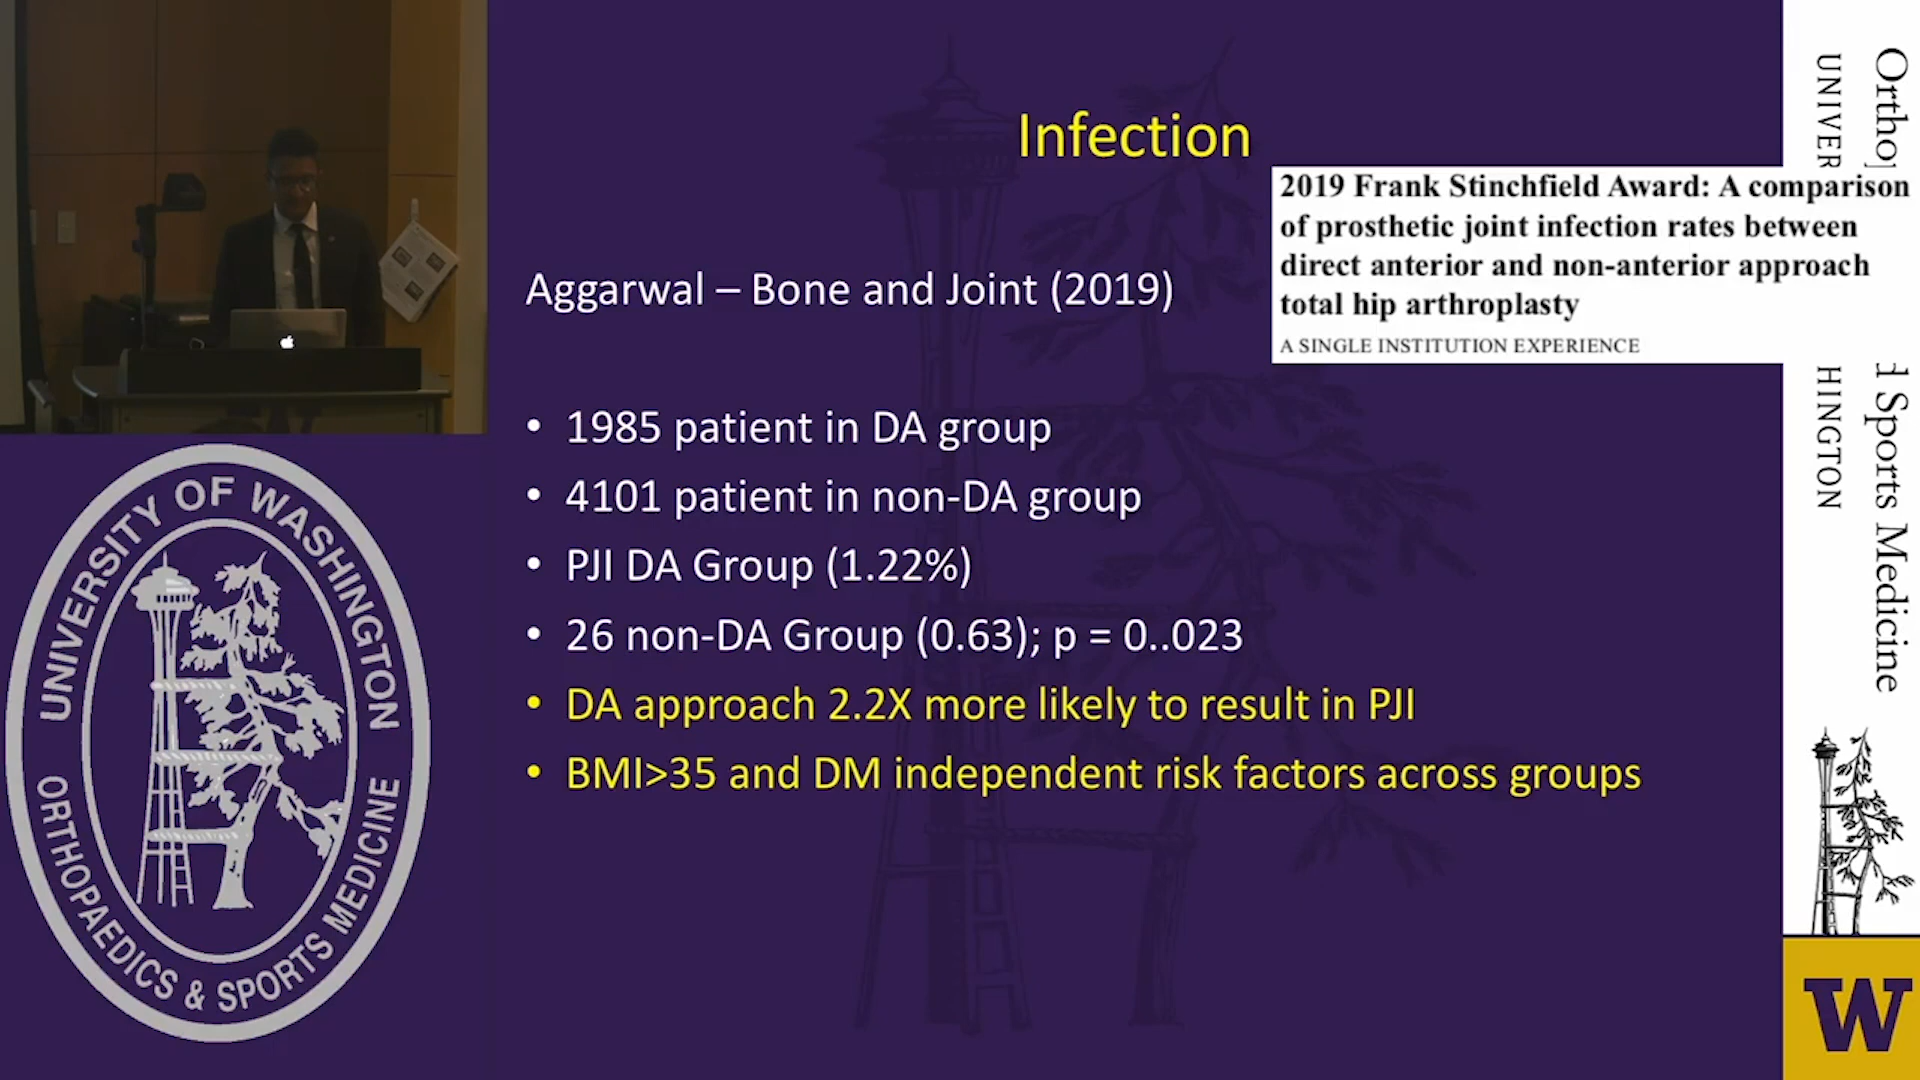 Infection
2019 Frank Stinchfield Award: A comparison
of prosthetic joint infection rates between
direct anterior and non-anterior approach
total hip arthroplasty
A SINGLE INSTITUTION EXPERIENCE
Aggarwal – Bone and Joint (2019)
• 1985 patient in DA group
• 4101 patient in non-DA group
• PJI DA Group (1.22%)
• 26 non-DA Group (0.63); p = 0..023
• DA approach 2.2X more likely to result in PJI
• BMI>35 and DM independent risk factors across groups
UNIVERSITY OF WASHINGTON
ORTHOPAEDICS & SPORTS MEDICINE
Sports Medicine
UNIVER
HINGTON
W